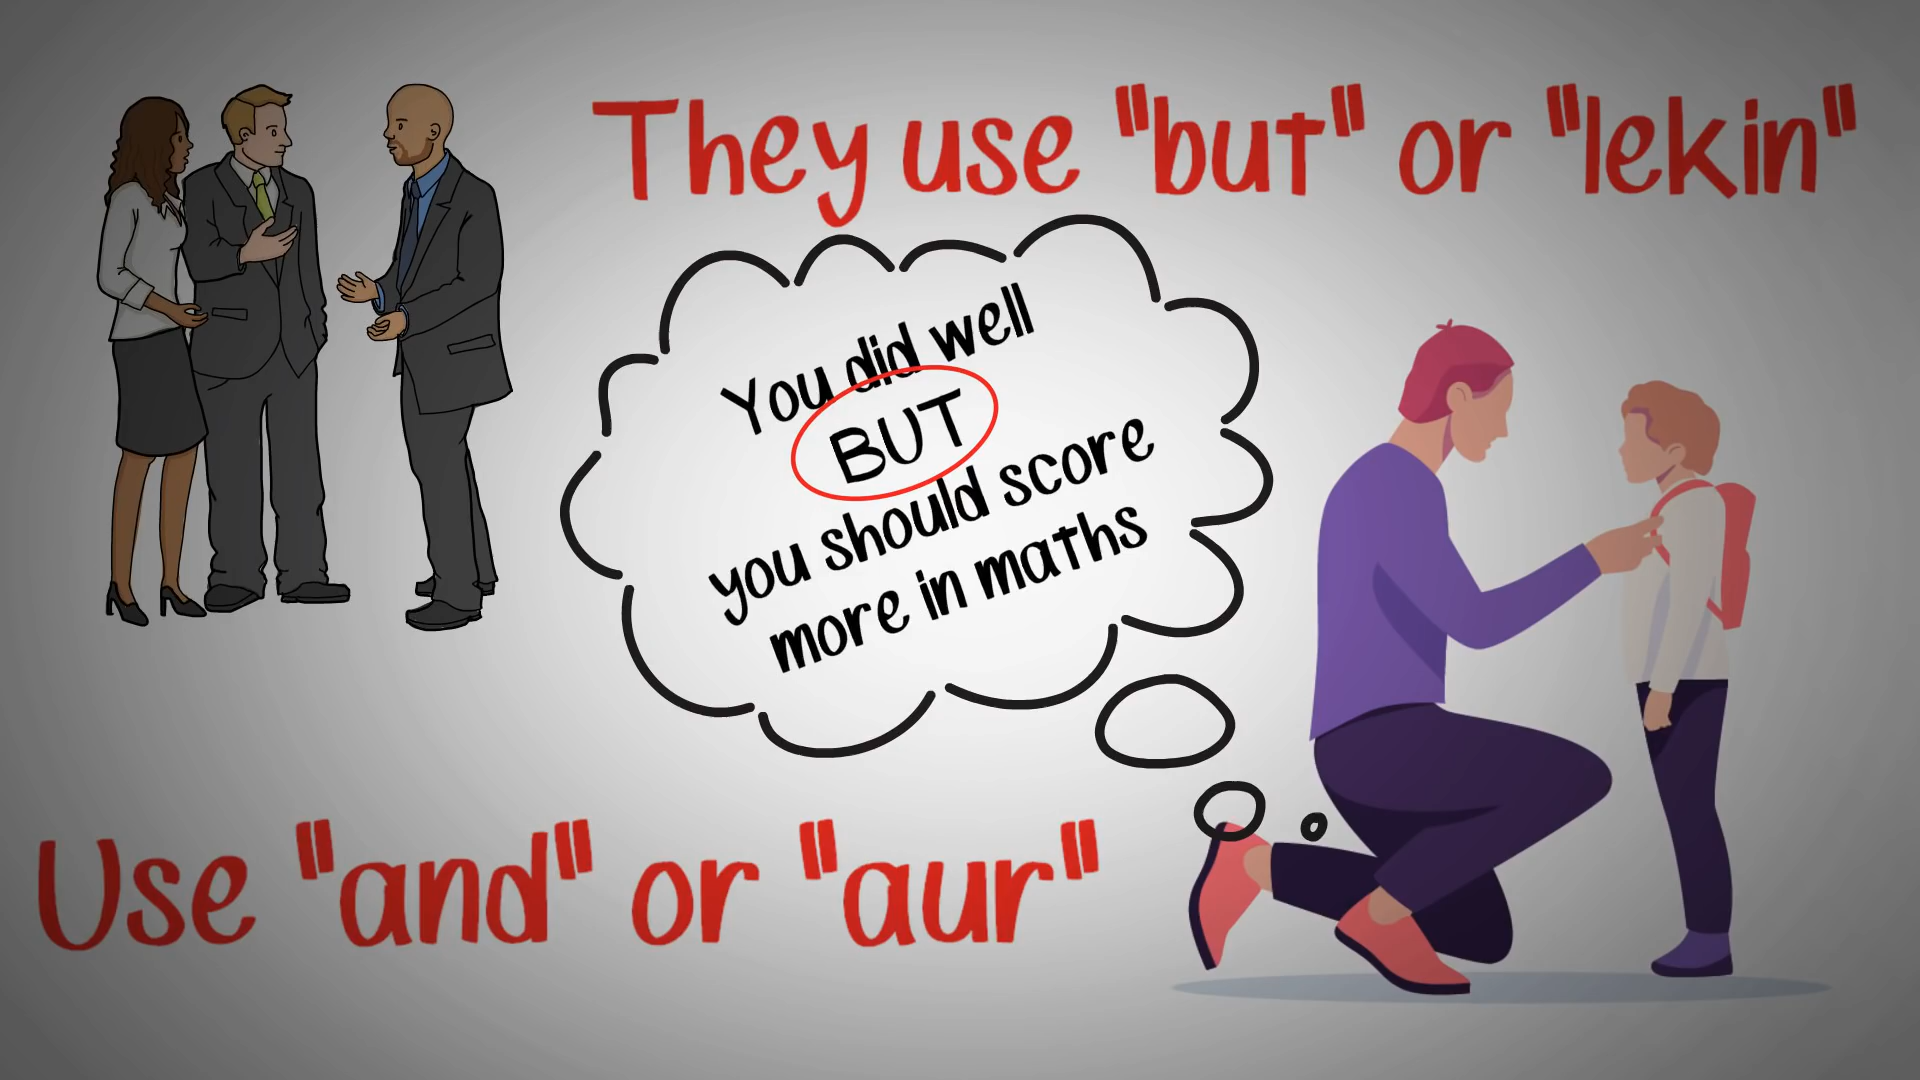 They use "but" or "lekin"
You did well
BUT
you should score
more in maths
Use "and" or "aur"